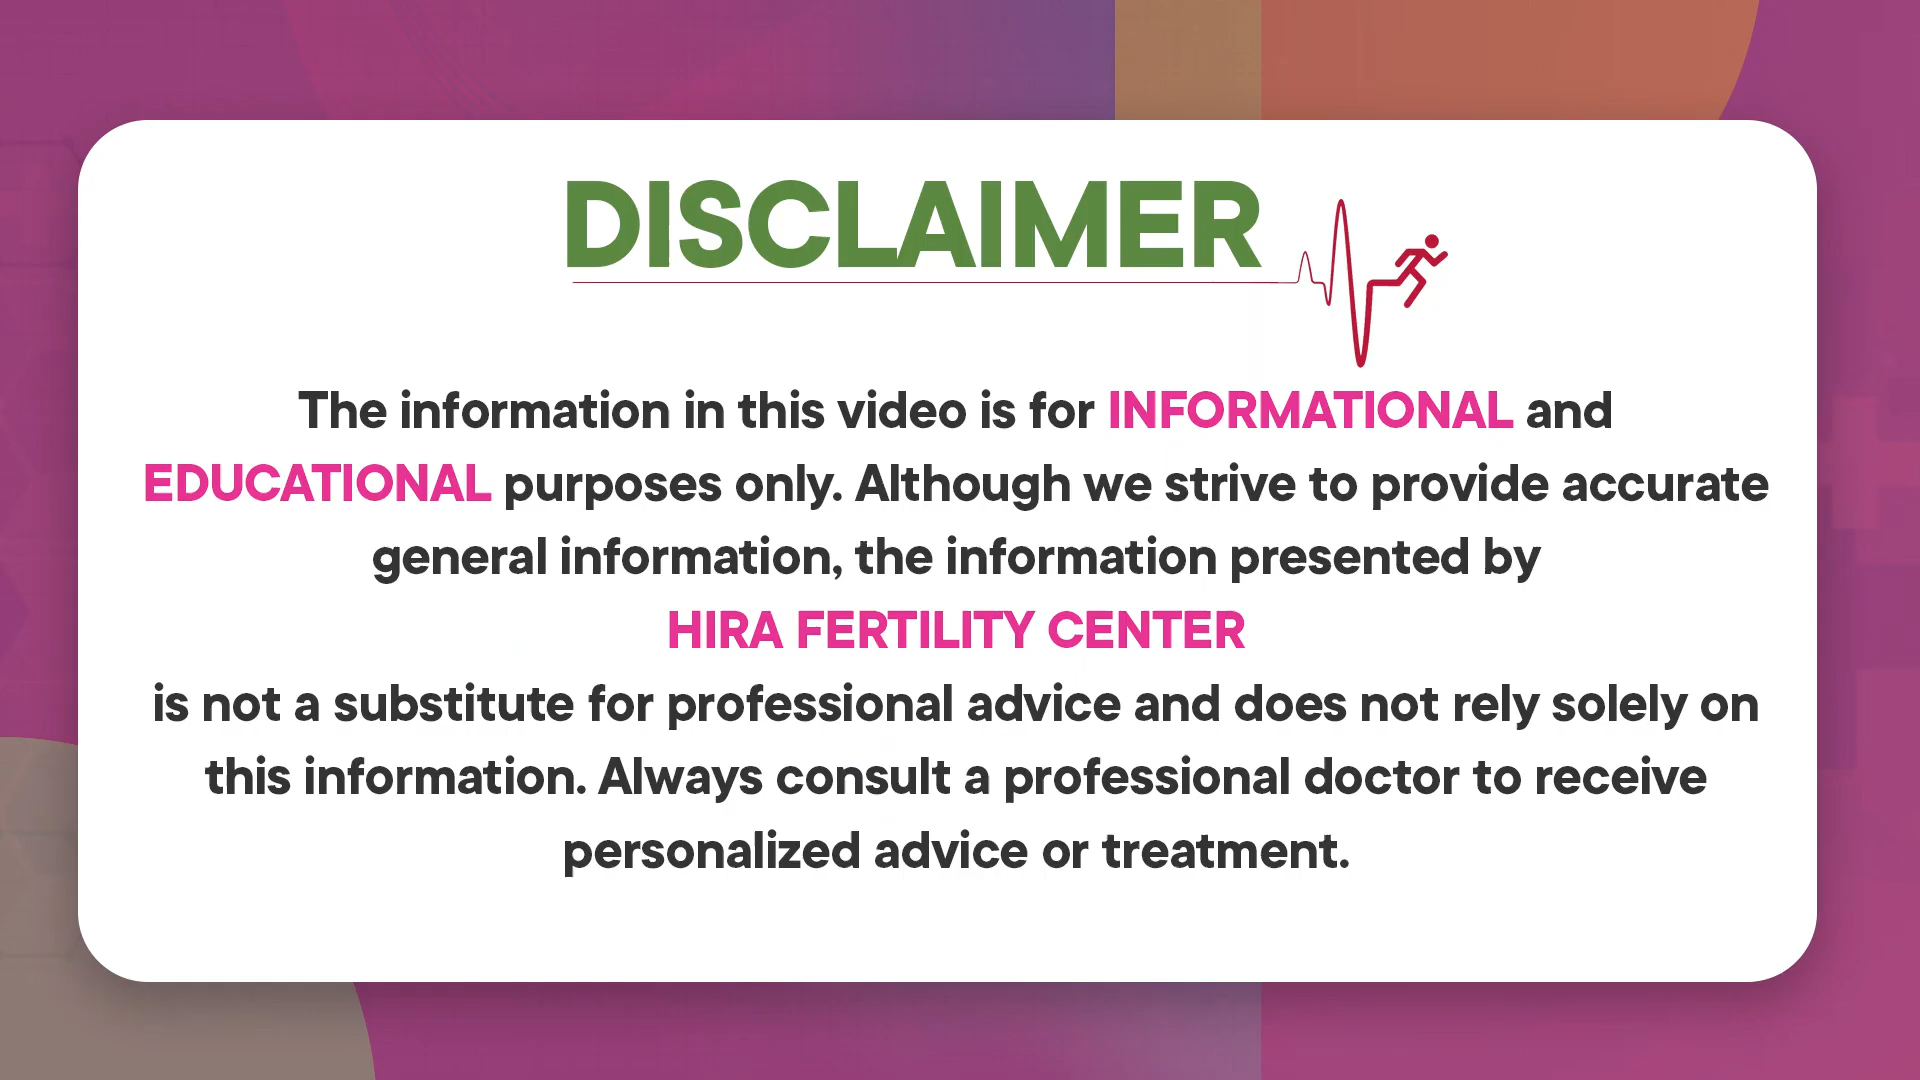 DISCLAIMER
The information in this video is for INFORMATIONAL and
EDUCATIONAL purposes only. Although we strive to provide accurate
general information, the information presented by
HIRA FERTILITY CENTER
is not a substitute for professional advice and does not rely solely on
this information. Always consult a professional doctor to receive
personalized advice or treatment.